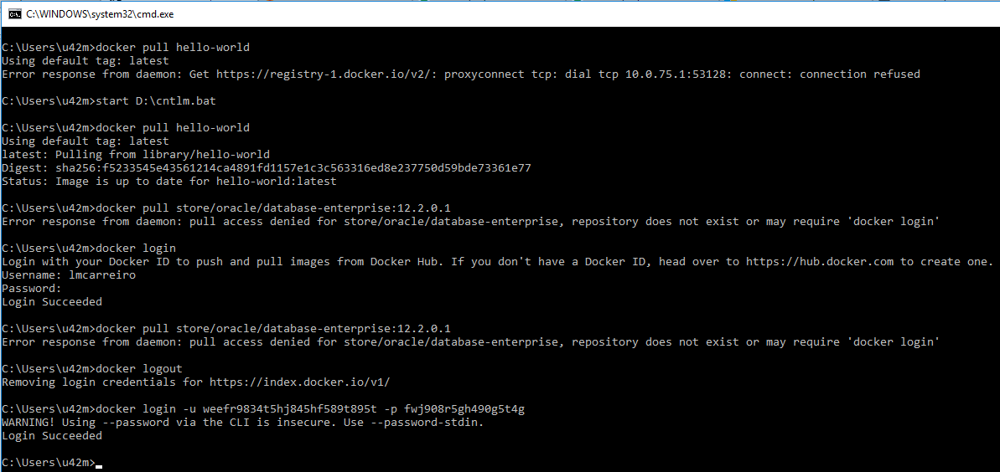 C:\WINDOWS\system32\cmd.exe
C:\Users\u42m>docker pull hello-world
Using default tag: latest
Error response from daemon: Get https://registry-1.docker.io/v2/: proxyconnect tcp: dial tcp 10.0.75.1:53128: connect: connection refused
C:\Users\u42m>start D:\cntlm.bat
C:\Users\u42m>docker pull hello-world
Using default tag: latest
latest: Pulling from library/hello-world
Digest: sha256:f5233545e43561214ca4891fd1157e1c3c563316ed8e237750d59bde73361e77
Status: Image is up to date for hello-world:latest
C:\Users\u42m>docker pull store/oracle/database-enterprise:12.2.0.1
Error response from daemon: pull access denied for store/oracle/database-enterprise, repository does not exist or may require 'docker login'
C:\Users\u42m>docker login
Login with your Docker ID to push and pull images from Docker Hub. If you don't have a Docker ID, head over to https://hub.docker.com to create one.
Username: lmcarreiro
Password:
Login Succeeded
C:\Users\u42m>docker pull store/oracle/database-enterprise:12.2.0.1
Error response from daemon: pull access denied for store/oracle/database-enterprise, repository does not exist or may require 'docker login'
C:\Users\u42m>docker logout
Removing login credentials for https://index.docker.io/v1/
C:\Users\u42m>docker login -u weefr9834t5hj845hf589t895t -p fwj908r5gh490g5t4g
WARNING! Using --password via the CLI is insecure. Use --password-stdin.
Login Succeeded
C:\Users\u42m>